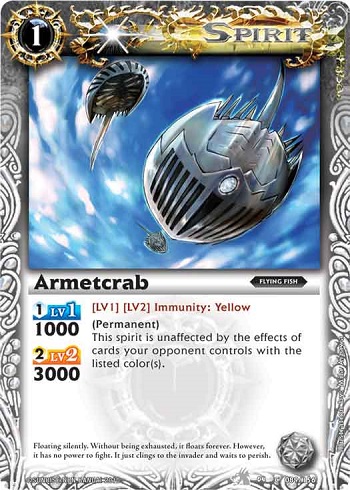 1
SPIRIT
Armetcrab
FLYING FISH
1 LV1
1000
2 LV2
3000
[LV1] [LV2] Immunity: Yellow
(Permanent)
This spirit is unaffected by the effects of
cards your opponent controls with the
listed color(s).
Floating silently. Without being exhausted, it floats forever. However,
it has no power to fight. It just clings to the invader and waits to perish.